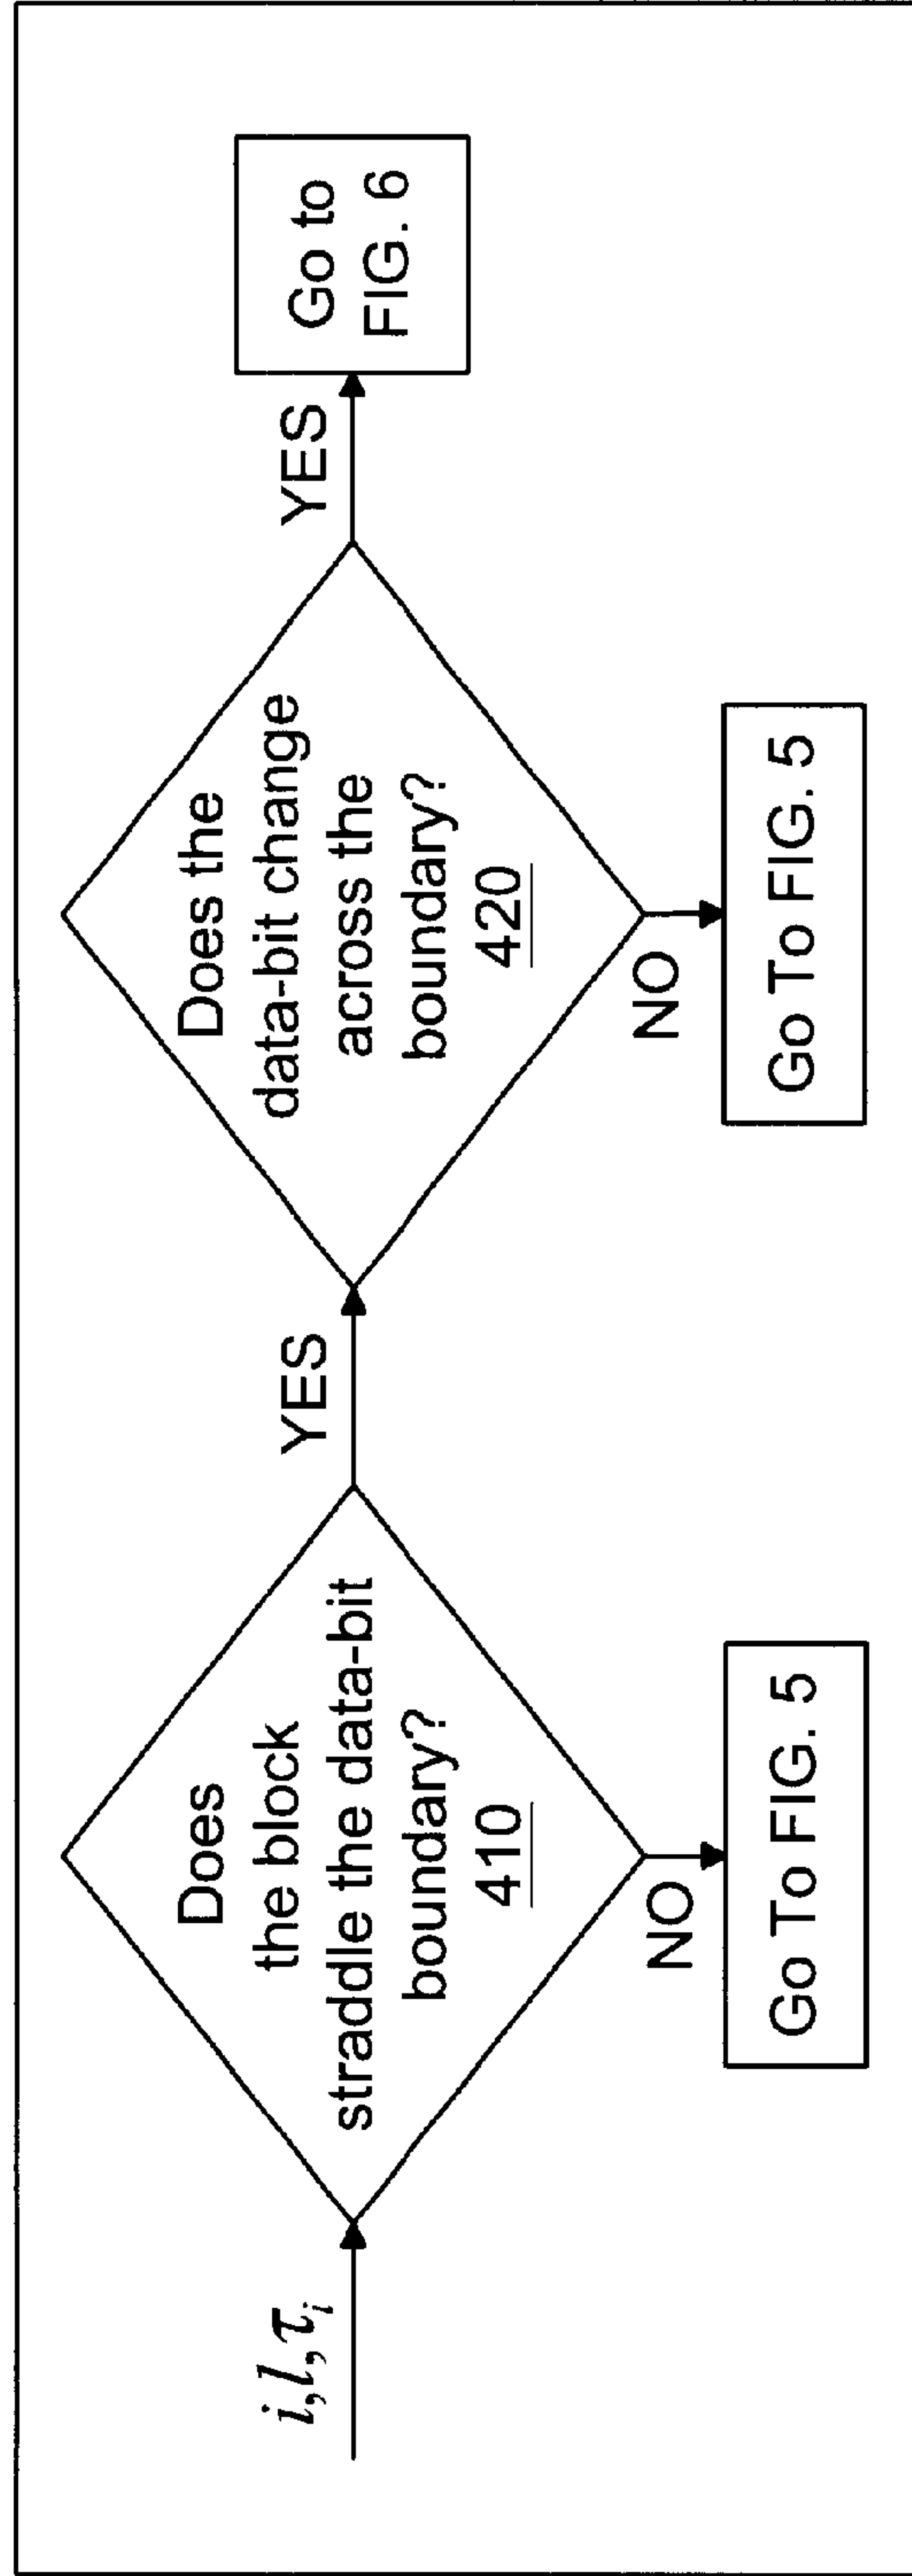 i,l,τᵢ
Does
the block
straddle the data-bit
boundary?
410
NO
Go To FIG. 5
YES
Does the
data-bit change
across the
boundary?
420
NO
Go To FIG. 5
YES
Go to
FIG. 6